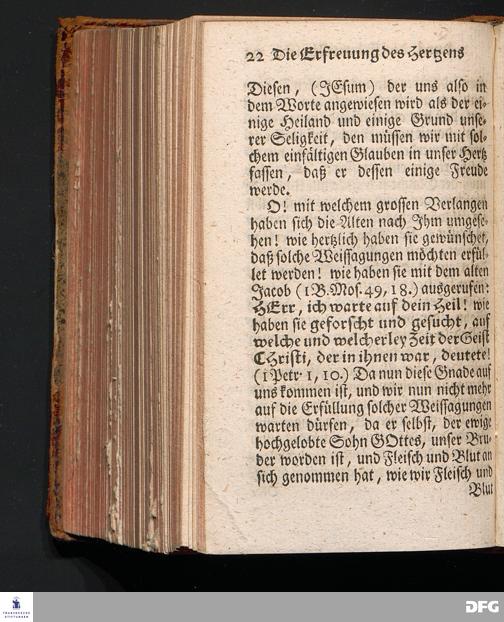 22 Die Erfreuung des Hertzens
Diesen, (JEsum) der uns also in
dem Worte angewiesen wird als der ei-
nige Heiland und einige Grund unse-
rer Seligkeit, den müssen wir mit sol-
chem einfältigen Glauben in unser Hertz
fassen, daß er dessen einige Freude
werde.
O! mit welchem grossen Verlangen
haben sich die Alten nach Jhm umgese-
hen! wie hertzlich haben sie gewünschet,
daß solche Weissagungen möchten erfül-
let werden! wie haben sie mit dem alten
Jacob (1 B. Mos. 49, 18.) ausgerufen:
HErr, ich warte auf dein Heil! wie
haben sie geforscht und gesucht, auf
welche und welcherley Zeit der Geist
CHristi, der in ihnen war, deutete!
(1 Petr. 1, 10.) Da nun diese Gnade auf
uns kommen ist, und wir nun nicht mehr
auf die Erfüllung solcher Weissagungen
warten dürfen, da er selbst, der ewige
hochgelobte Sohn GOttes, unser Bru-
der worden ist, und Fleisch und Blut an
sich genommen hat, wie wir Fleisch und
Blut
FRANCKESCHE
STIFTUNGEN
DFG